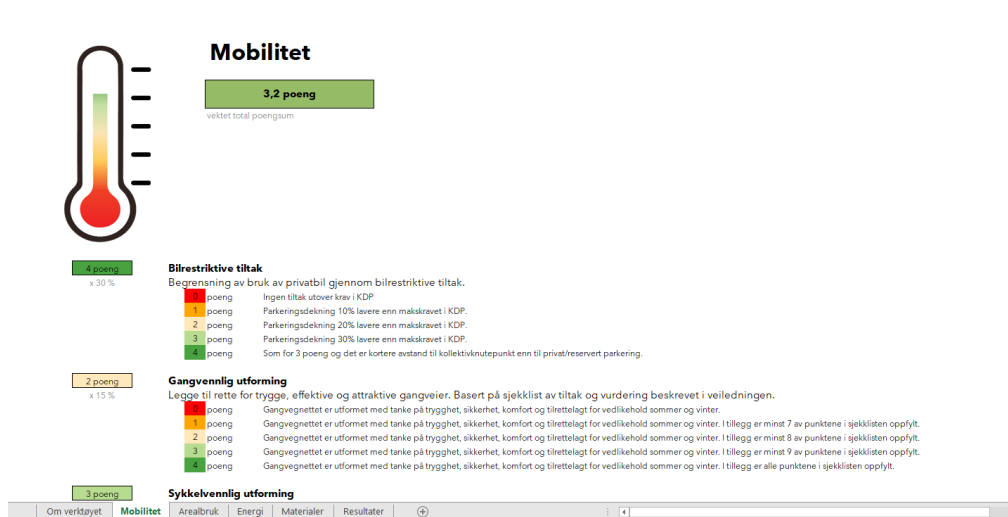 Mobilitet
3,2 poeng
vektet total poengsum
4 poeng
x 30 %
Bilrestriktive tiltak
Begrensning av bruk av privatbil gjennom bilrestriktive tiltak.
0 poeng Ingen tiltak utover krav i KDP
1 poeng Parkeringsdekning 10% lavere enn makskravet i KDP.
2 poeng Parkeringsdekning 20% lavere enn makskravet i KDP.
3 poeng Parkeringsdekning 30% lavere enn makskravet i KDP.
4 poeng Som for 3 poeng og det er kortere avstand til kollektivknutepunkt enn til privat/reservert parkering.
2 poeng
x 15 %
Gangvennlig utforming
Legge til rette for trygge, effektive og attraktive gangveier. Basert på sjekklist av tiltak og vurdering beskrevet i veiledningen.
0 poeng Gangvegnettet er utformet med tanke på trygghet, sikkerhet, komfort og tilrettelagt for vedlikehold sommer og vinter.
1 poeng Gangvegnettet er utformet med tanke på trygghet, sikkerhet, komfort og tilrettelagt for vedlikehold sommer og vinter. I tillegg er minst 7 av punktene i sjekklisten oppfylt.
2 poeng Gangvegnettet er utformet med tanke på trygghet, sikkerhet, komfort og tilrettelagt for vedlikehold sommer og vinter. I tillegg er minst 8 av punktene i sjekklisten oppfylt.
3 poeng Gangvegnettet er utformet med tanke på trygghet, sikkerhet, komfort og tilrettelagt for vedlikehold sommer og vinter. I tillegg er minst 9 av punktene i sjekklisten oppfylt.
4 poeng Gangvegnettet er utformet med tanke på trygghet, sikkerhet, komfort og tilrettelagt for vedlikehold sommer og vinter. I tillegg er alle punktene i sjekklisten oppfylt.
3 poeng
Sykkelvennlig utforming
Om verktøyet Mobilitet Arealbruk Energi Materialer Resultater